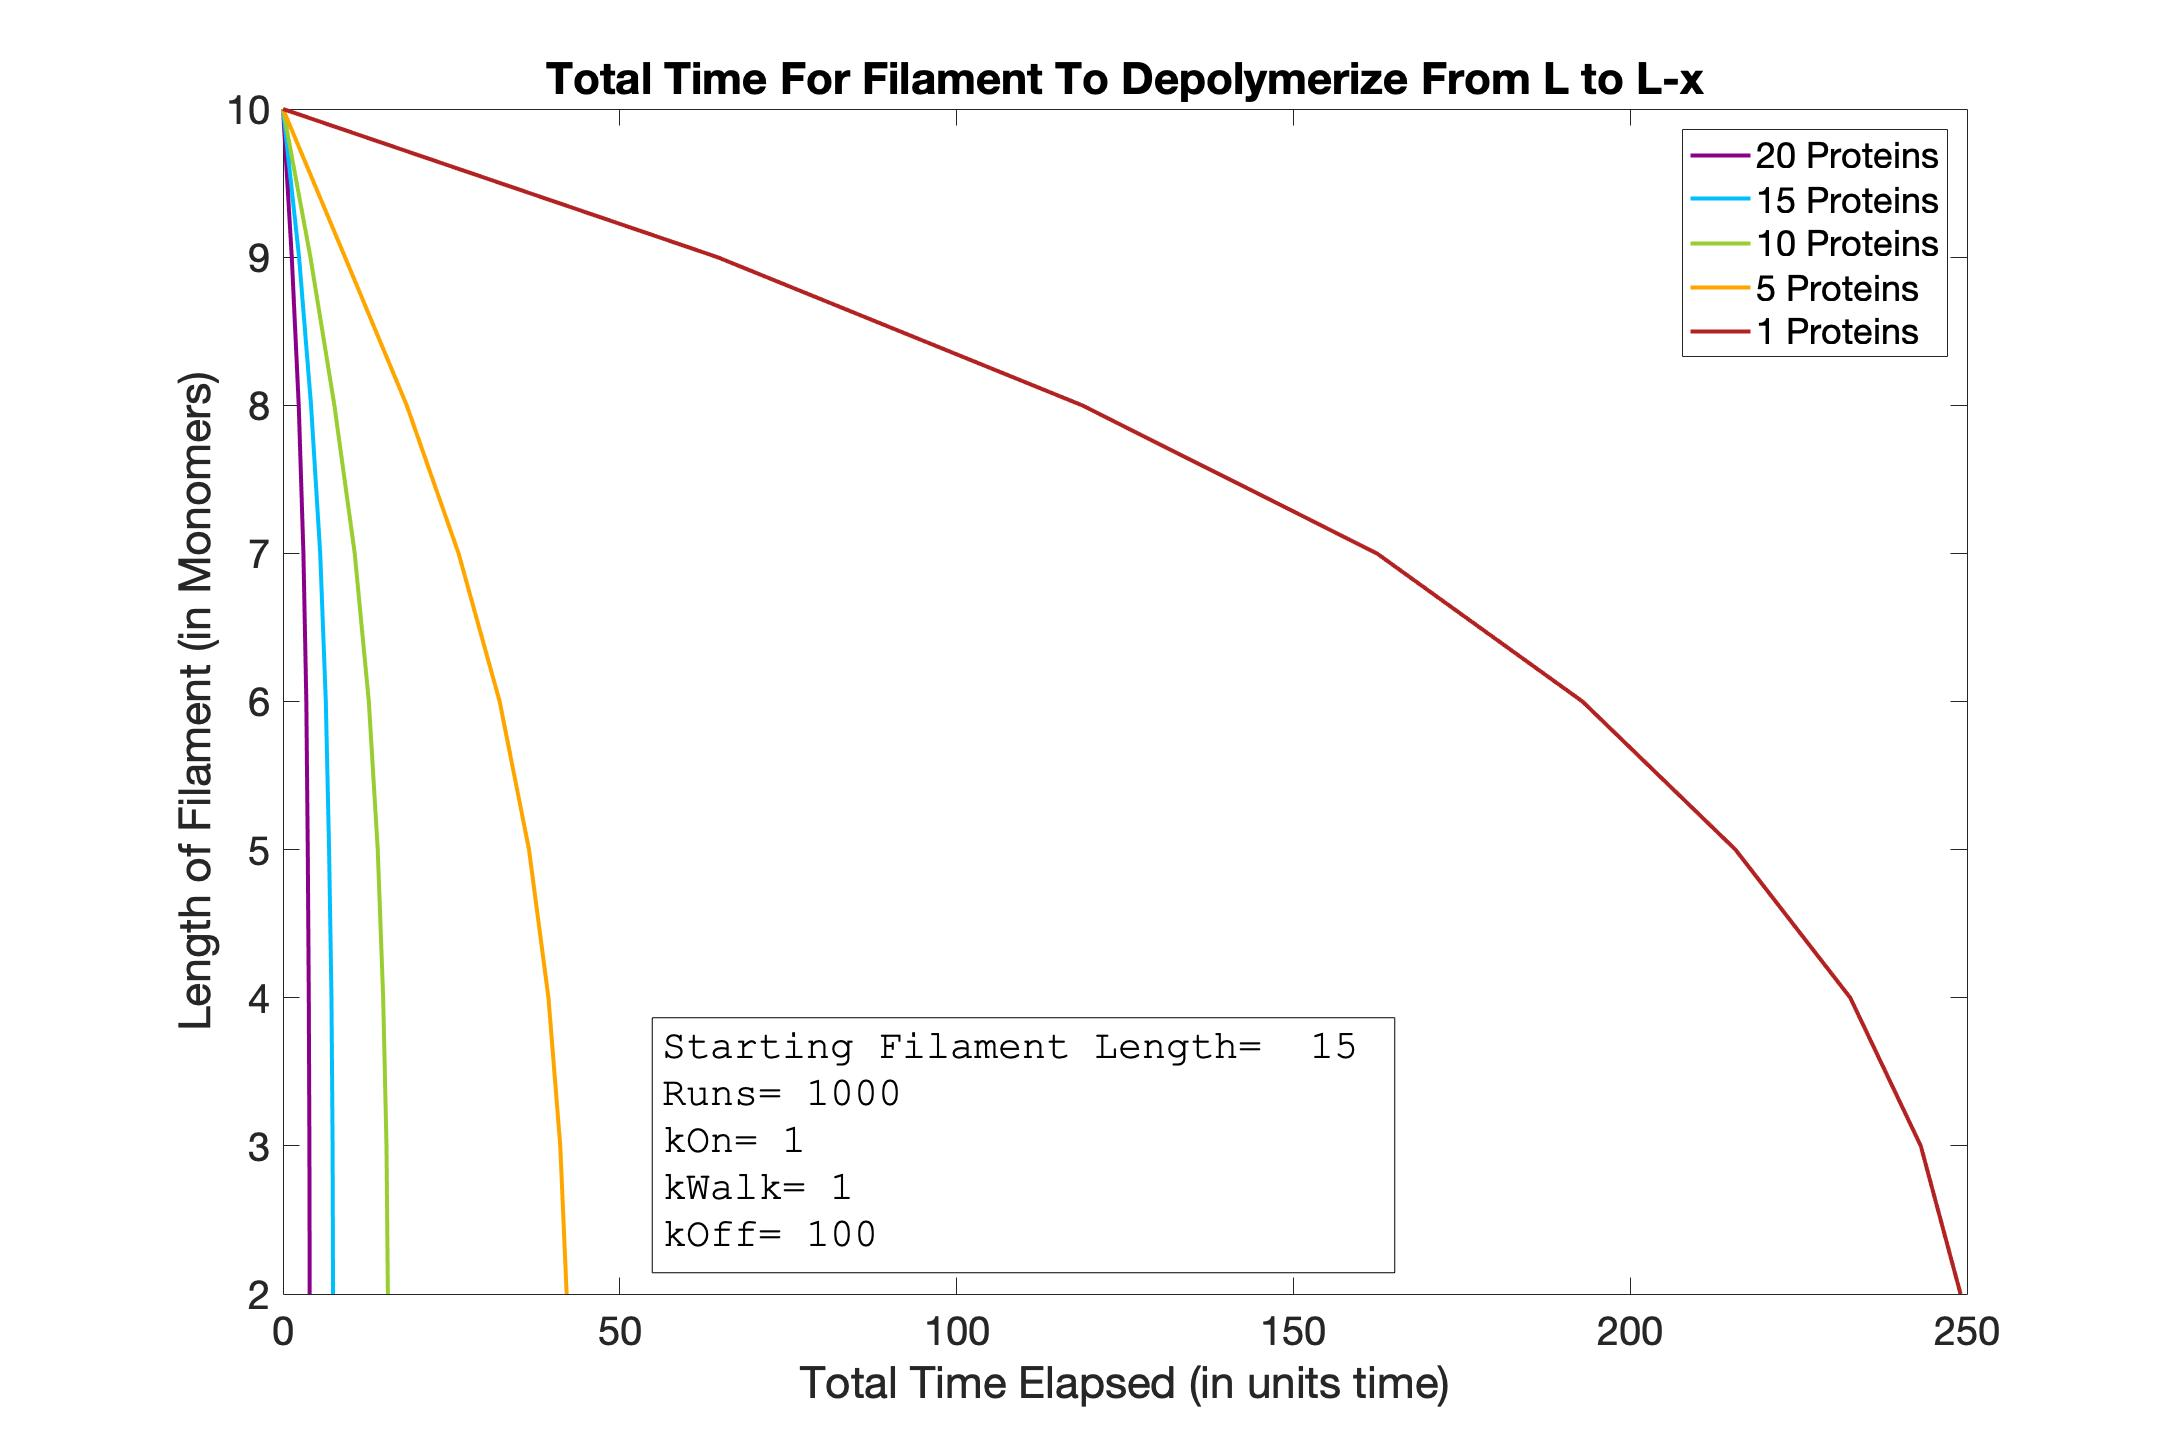 Total Time For Filament To Depolymerize From L to L-x
10
9
8
7
6
5
4
3
2
Length of Filament (in Monomers)
20 Proteins
15 Proteins
10 Proteins
5 Proteins
1 Proteins
Starting Filament Length= 15
Runs= 1000
kOn= 1
kWalk= 1
kOff= 100
0 50 100 150 200 250
Total Time Elapsed (in units time)